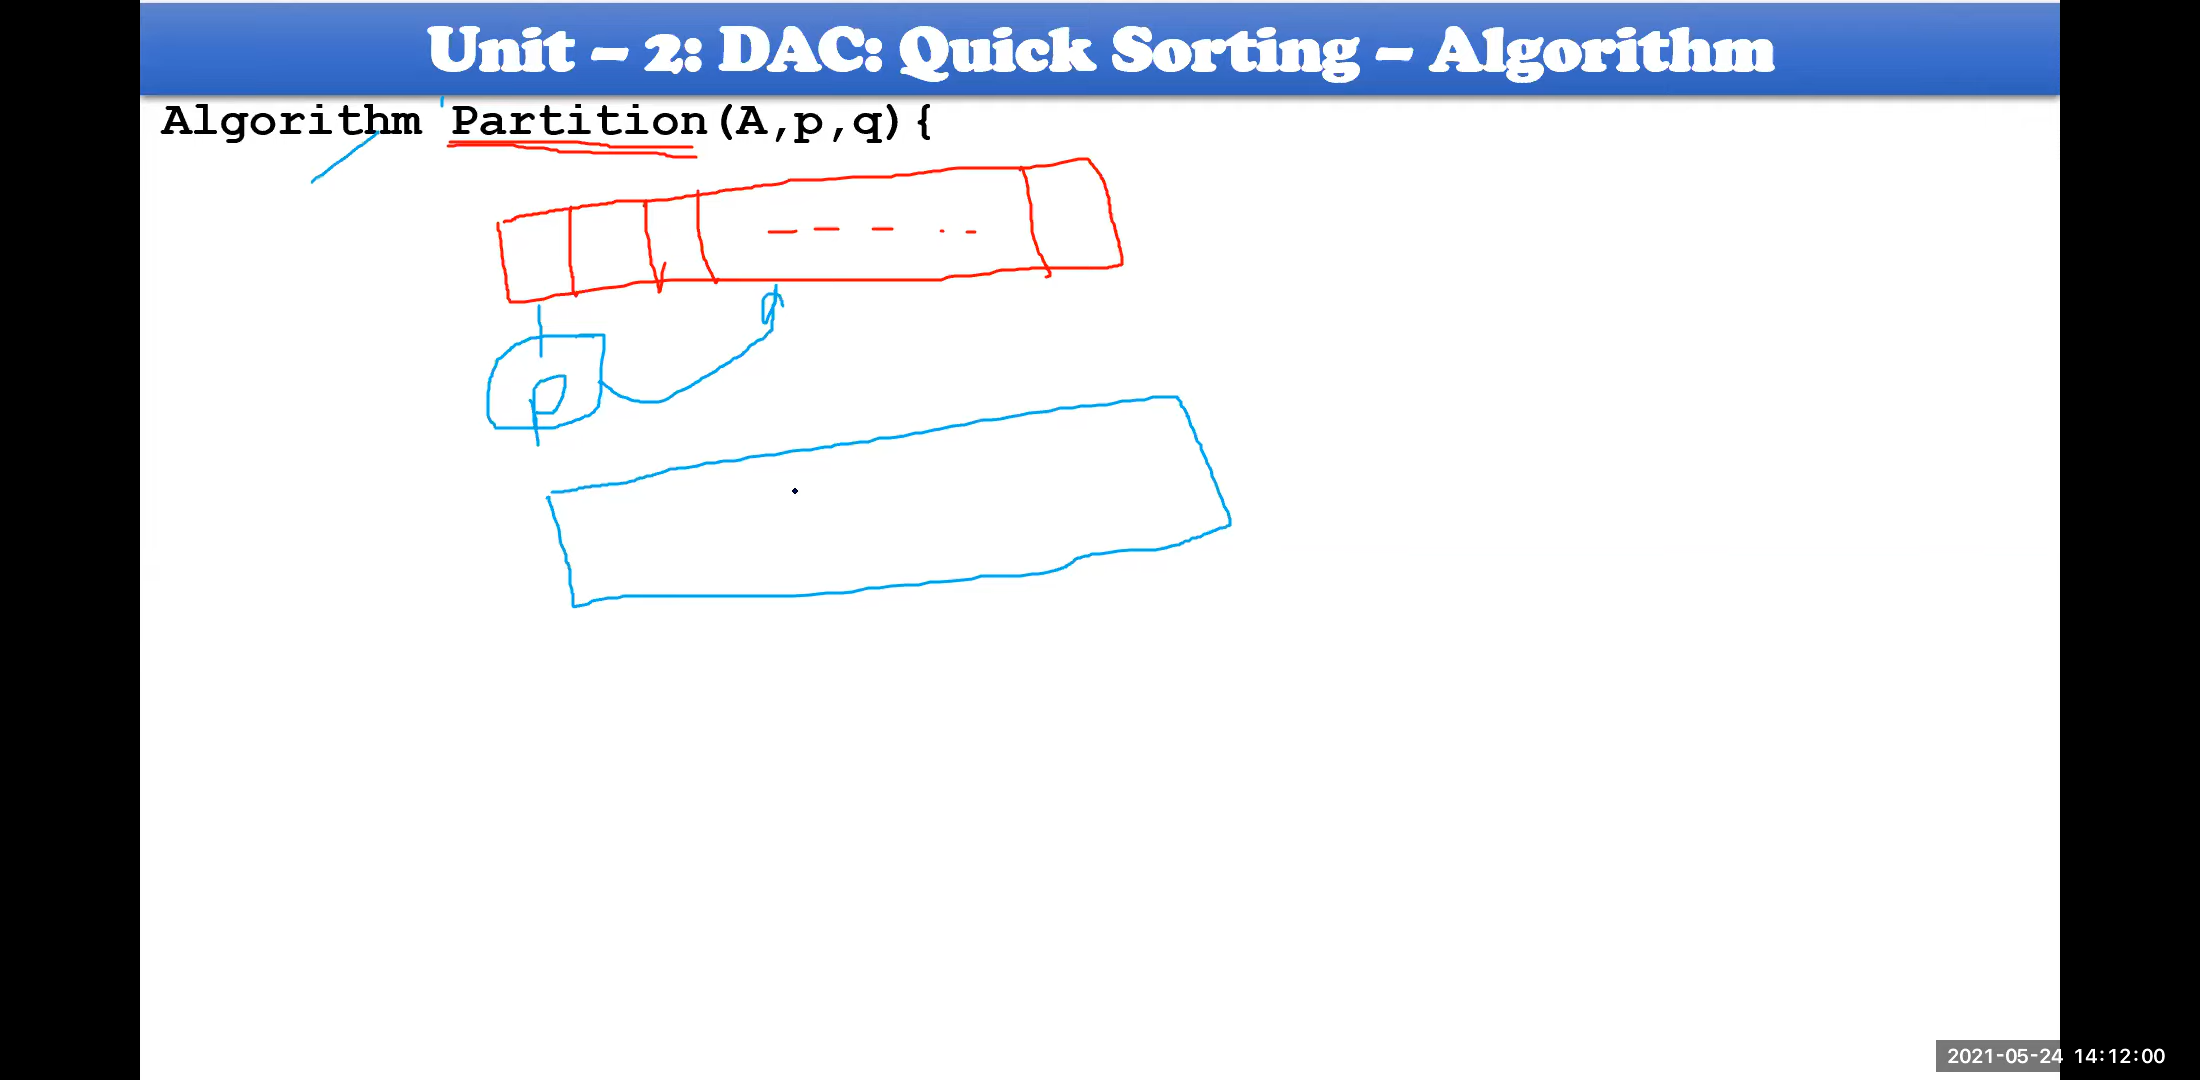 Unit – 2: DAC: Quick Sorting – Algorithm
Algorithm Partition(A,p,q){
P
2021-05-24 14:12:00